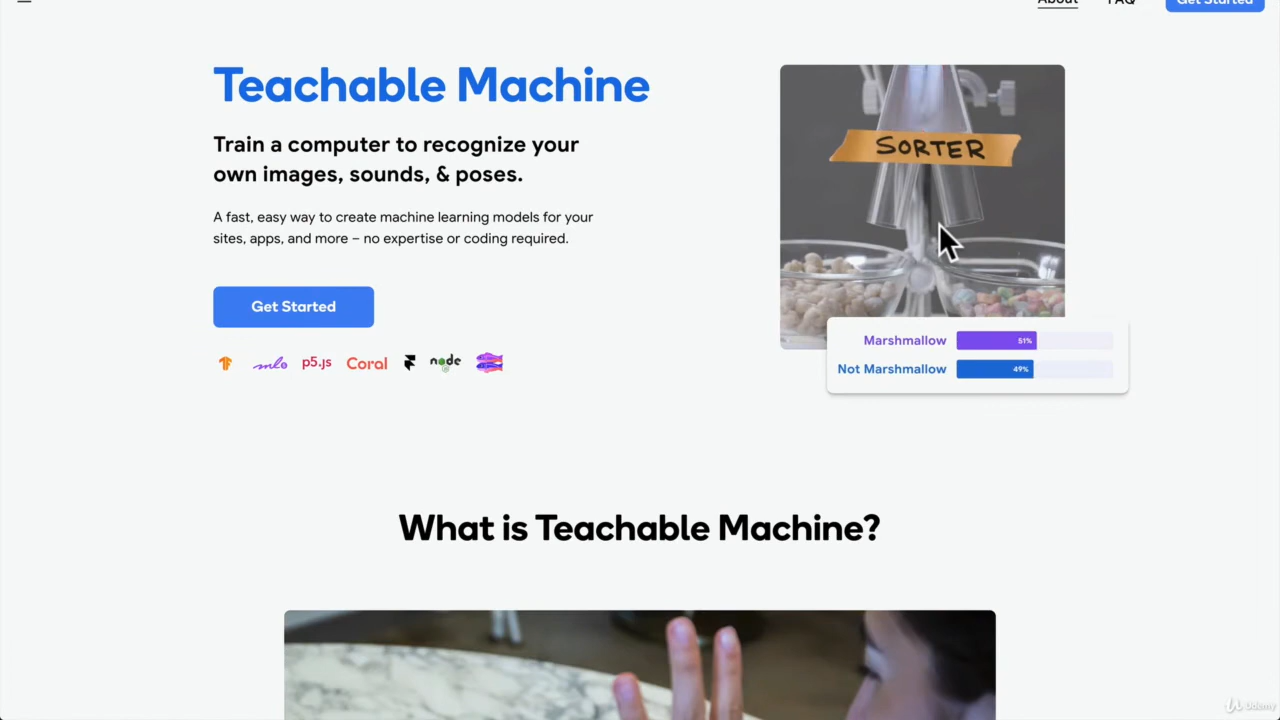 About FAQ Get Started
Teachable Machine
Train a computer to recognize your
own images, sounds, & poses.
A fast, easy way to create machine learning models for your
sites, apps, and more – no expertise or coding required.
Get Started
mlo p5.js Coral node
SORTER
Marshmallow 51%
Not Marshmallow 49%
What is Teachable Machine?
Udemy